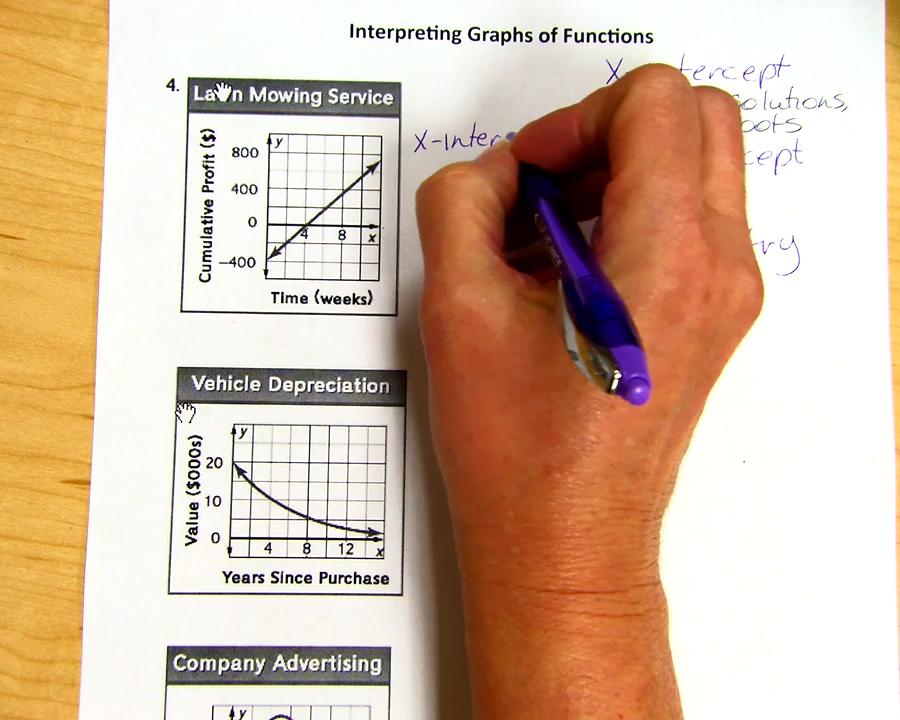 Interpreting Graphs of Functions
4.
Lawn Mowing Service
Cumulative Profit ($)
y
800
400
0
4 8 x
-400
Time (weeks)
x-inter
X- tercept
solutions,
cept
Vehicle Depreciation
Value ($000s)
y
20
10
0
4 8 12 x
Years Since Purchase
Company Advertising
y